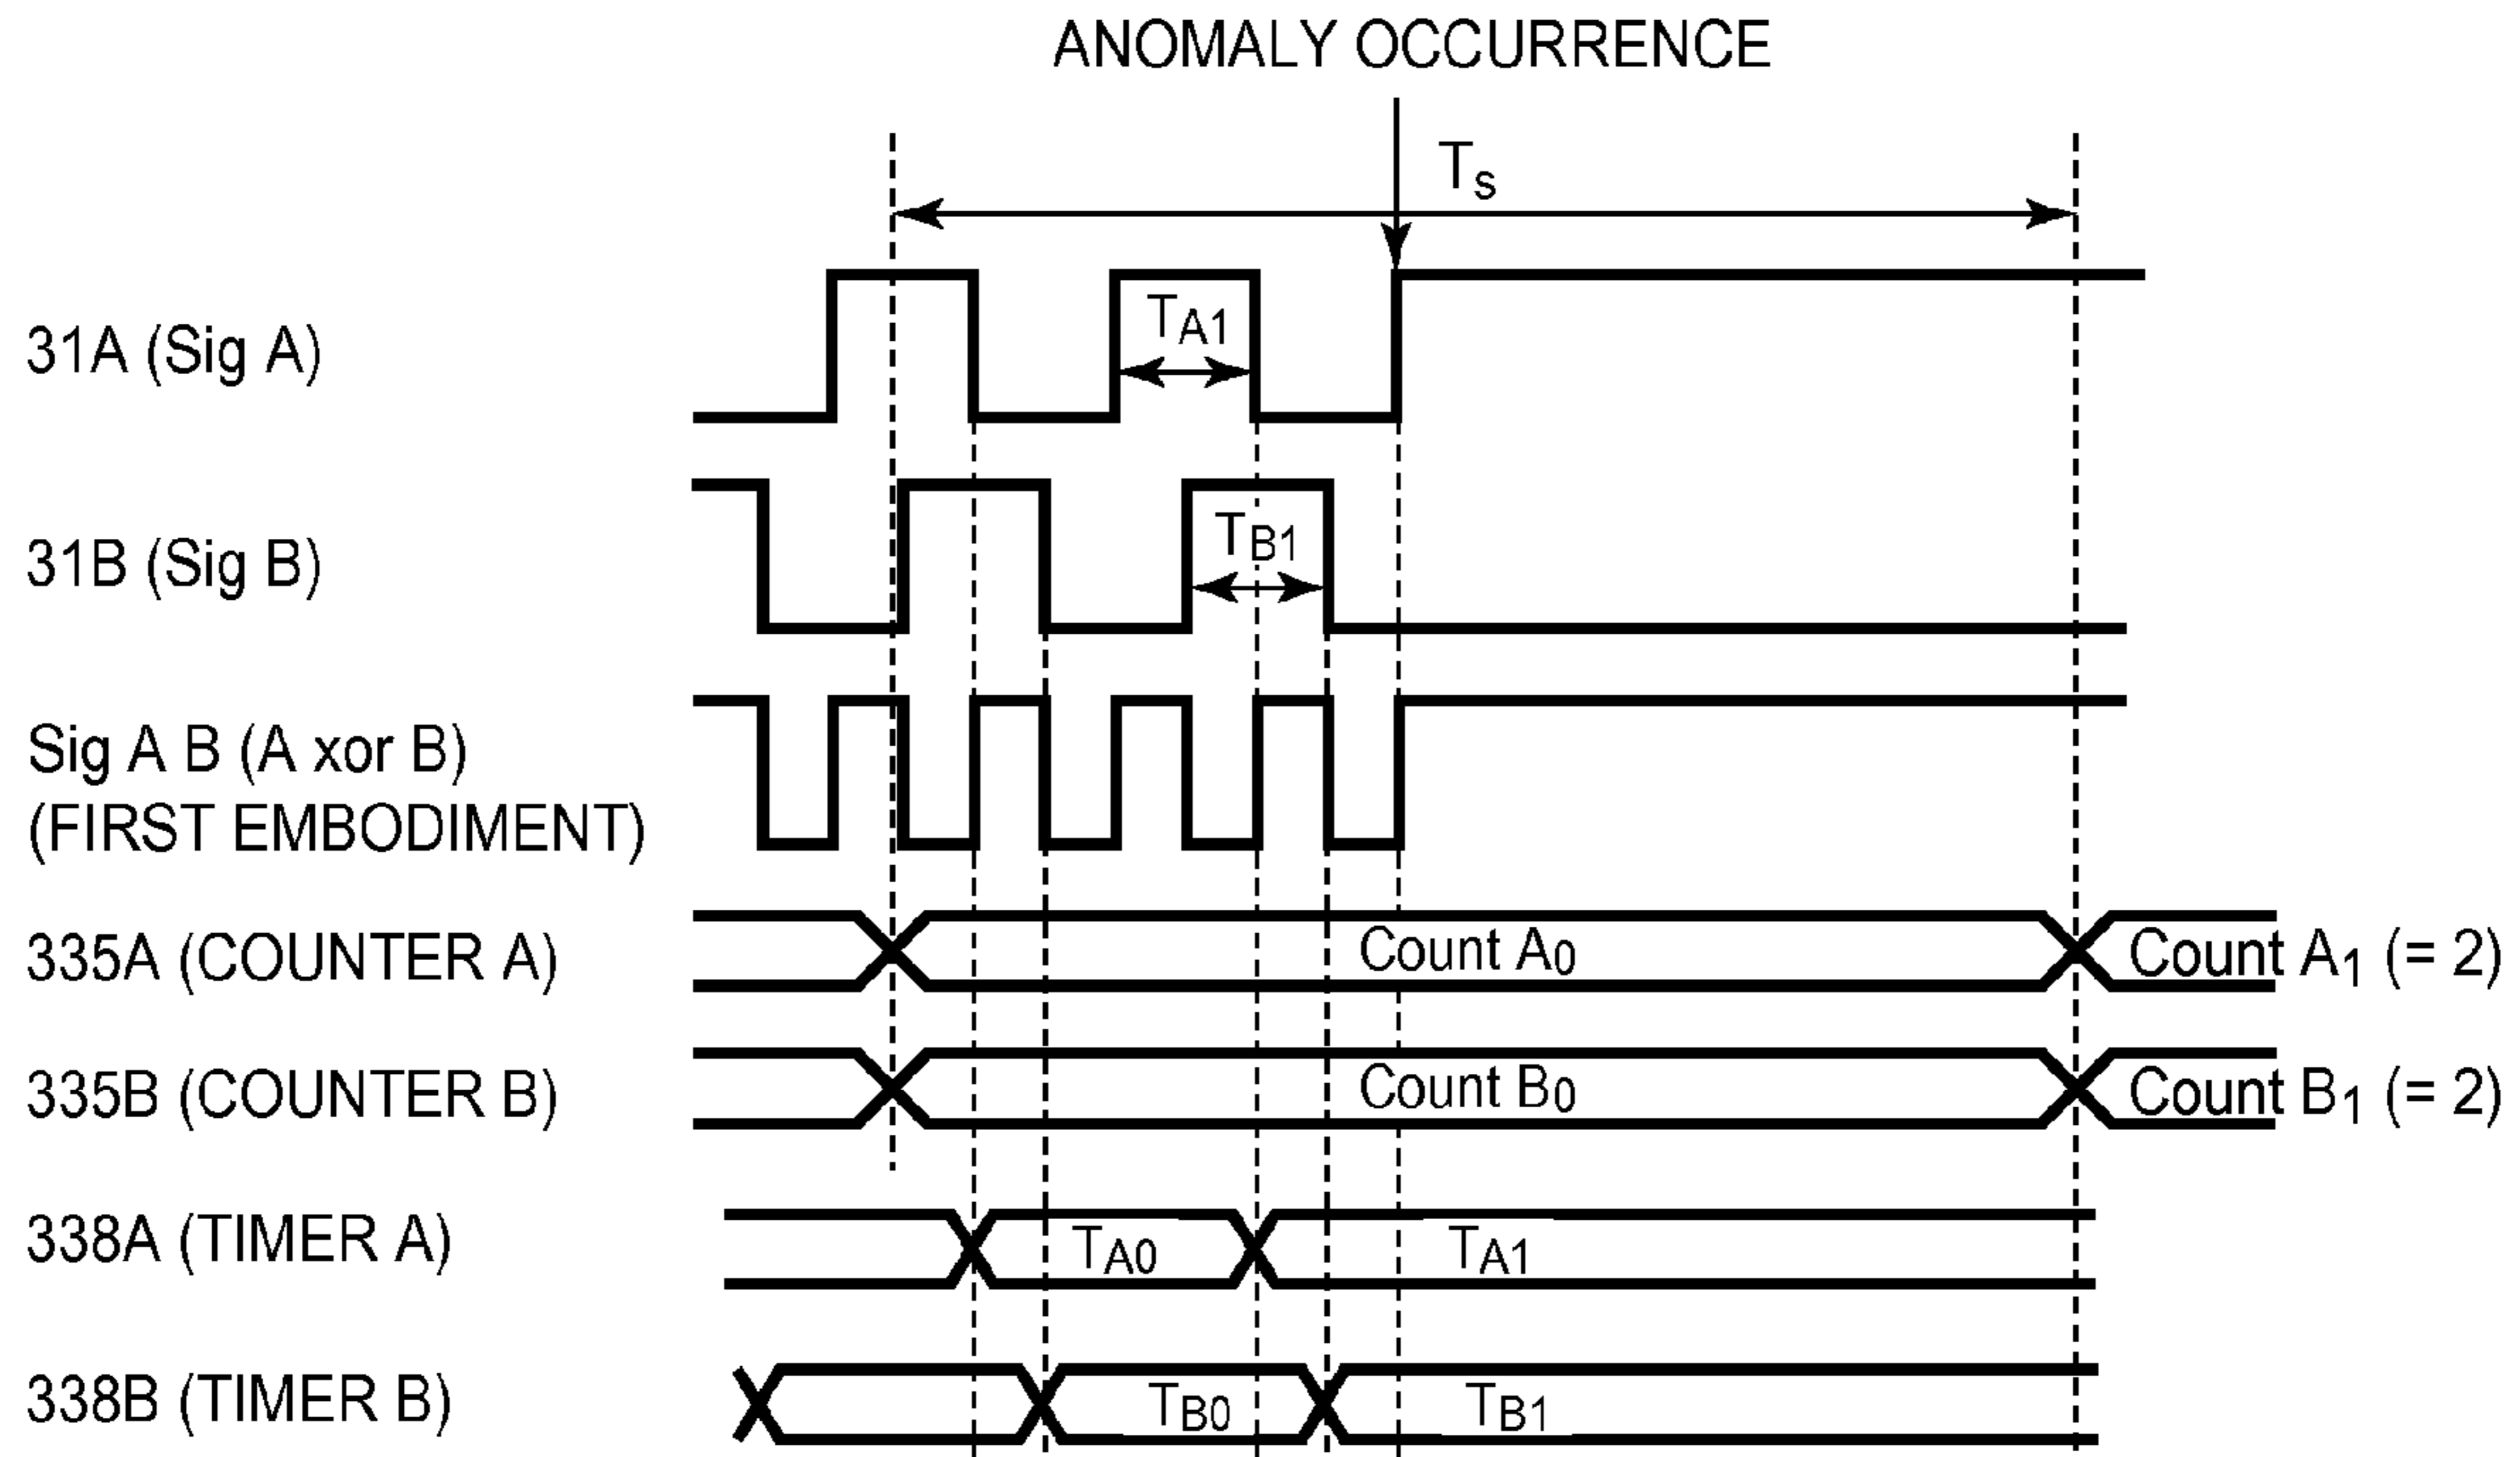 ANOMALY OCCURRENCE
Ts
31A (Sig A)
TA1
31B (Sig B)
TB1
Sig A B (A xor B)
(FIRST EMBODIMENT)
335A (COUNTER A)
Count A0
Count A1 (= 2)
335B (COUNTER B)
Count B0
Count B1 (= 2)
338A (TIMER A)
TA0
TA1
338B (TIMER B)
TB0
TB1